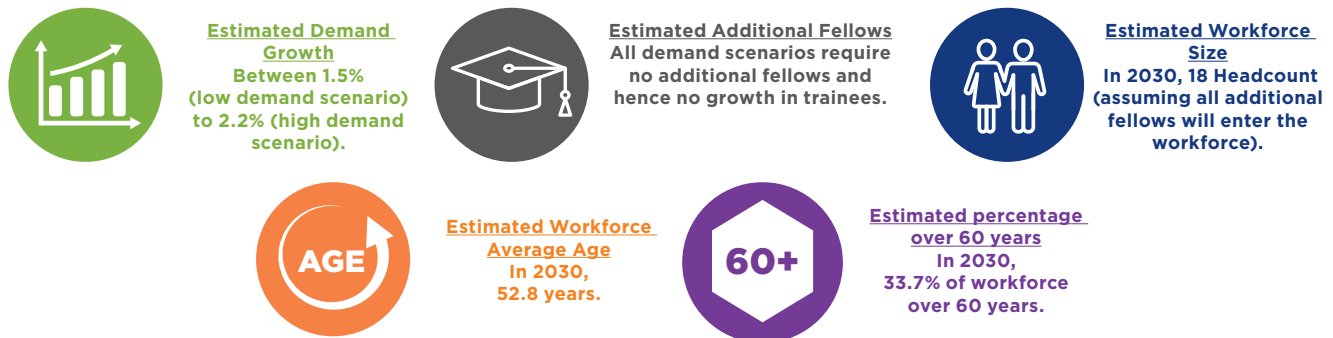 Estimated Demand
Growth
Between 1.5%
(low demand scenario)
to 2.2% (high demand
scenario).
Estimated Additional Fellows
All demand scenarios require
no additional fellows and
hence no growth in trainees.
Estimated Workforce
Size
In 2030, 18 Headcount
(assuming all additional
fellows will enter the
workforce).
AGE
Estimated Workforce
Average Age
In 2030,
52.8 years.
60+
Estimated percentage
over 60 years
In 2030,
33.7% of workforce
over 60 years.